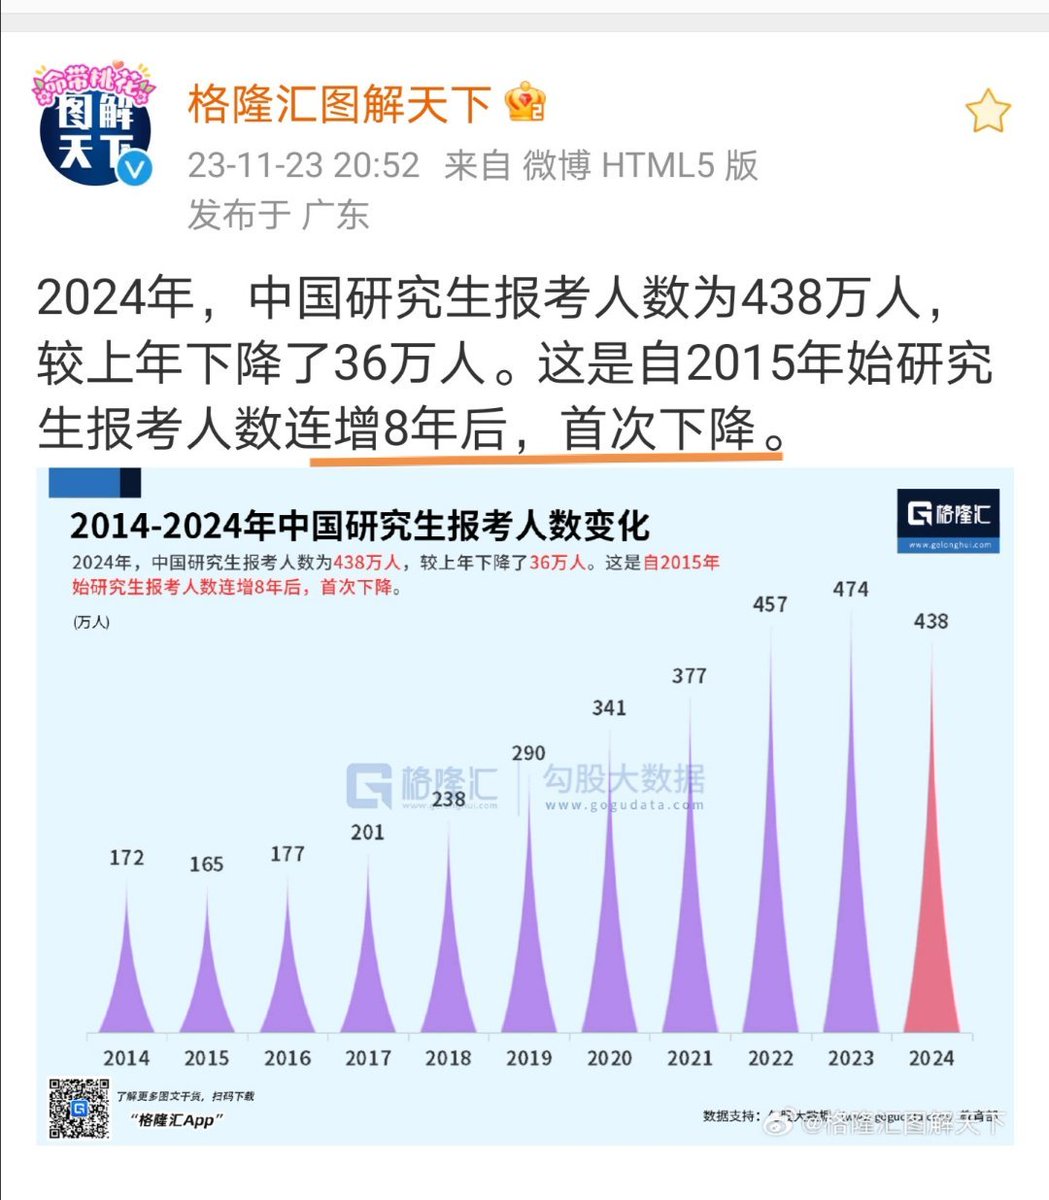 命带桃花
图解
天下
格隆汇图解天下
23-11-23 20:52 来自 微博 HTML5 版
发布于 广东
2024年，中国研究生报考人数为438万人，
较上年下降了36万人。这是自2015年始研究
生报考人数连增8年后，首次下降。
2014-2024年中国研究生报考人数变化
格隆汇
www.gelonghui.com
2024年，中国研究生报考人数为438万人，较上年下降了36万人。这是自2015年
始研究生报考人数连增8年后，首次下降。
(万人)
172
165
177
201
238
290
341
377
457
474
438
格隆汇
www.gelonghui.com
勾股大数据
www.gogudata.com
2014 2015 2016 2017 2018 2019 2020 2021 2022 2023 2024
了解更多图文干货，扫码下载
“格隆汇App”
数据支持：勾股大数据 教育部
@格隆汇图解天下